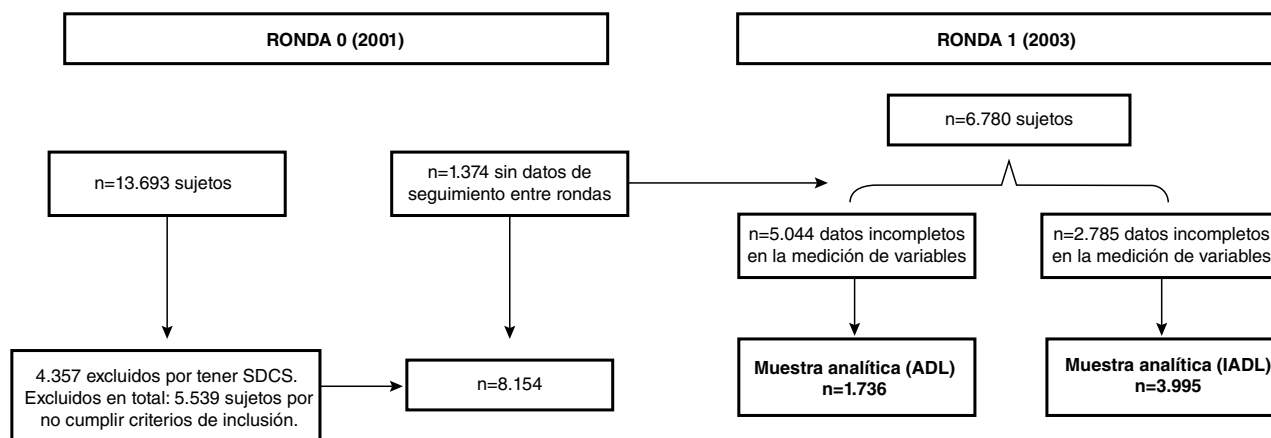 RONDA 0 (2001)
RONDA 1 (2003)
n=6.780 sujetos
n=13.693 sujetos
n=1.374 sin datos de
seguimiento entre rondas
n=5.044 datos incompletos
en la medición de variables
n=2.785 datos incompletos
en la medición de variables
4.357 excluidos por tener SDCS.
Excluidos en total: 5.539 sujetos por
no cumplir criterios de inclusión.
n=8.154
Muestra analítica (ADL)
n=1.736
Muestra analítica (IADL)
n=3.995